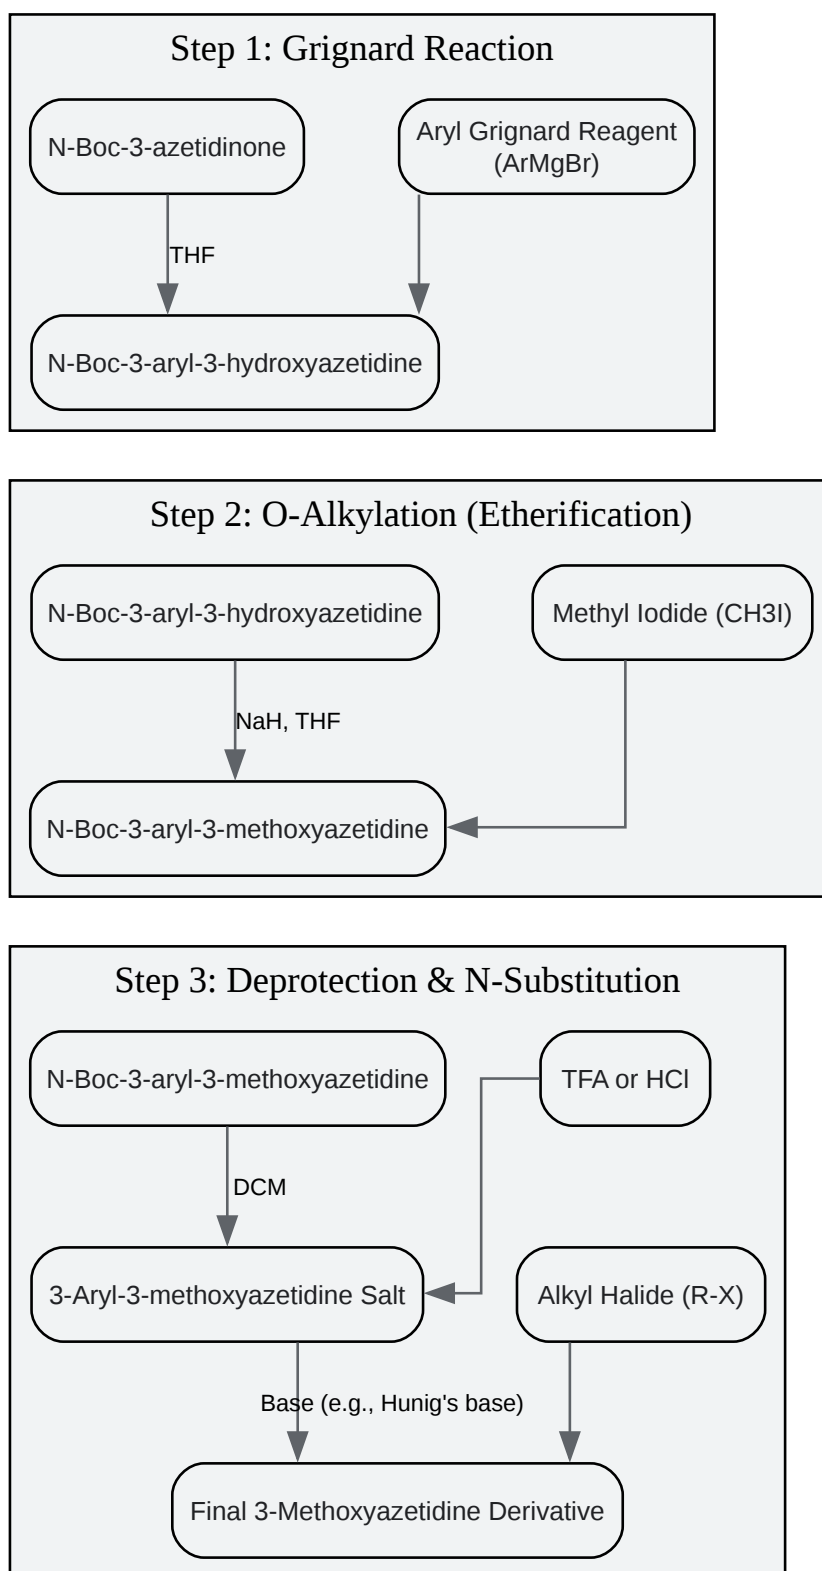 Step 1: Grignard Reaction
N-Boc-3-azetidinone
Aryl Grignard Reagent
(ArMgBr)
THF
N-Boc-3-aryl-3-hydroxyazetidine
Step 2: O-Alkylation (Etherification)
N-Boc-3-aryl-3-hydroxyazetidine
Methyl Iodide (CH3I)
NaH, THF
N-Boc-3-aryl-3-methoxyazetidine
Step 3: Deprotection & N-Substitution
N-Boc-3-aryl-3-methoxyazetidine
TFA or HCl
DCM
3-Aryl-3-methoxyazetidine Salt
Alkyl Halide (R-X)
Base (e.g., Hunig's base)
Final 3-Methoxyazetidine Derivative